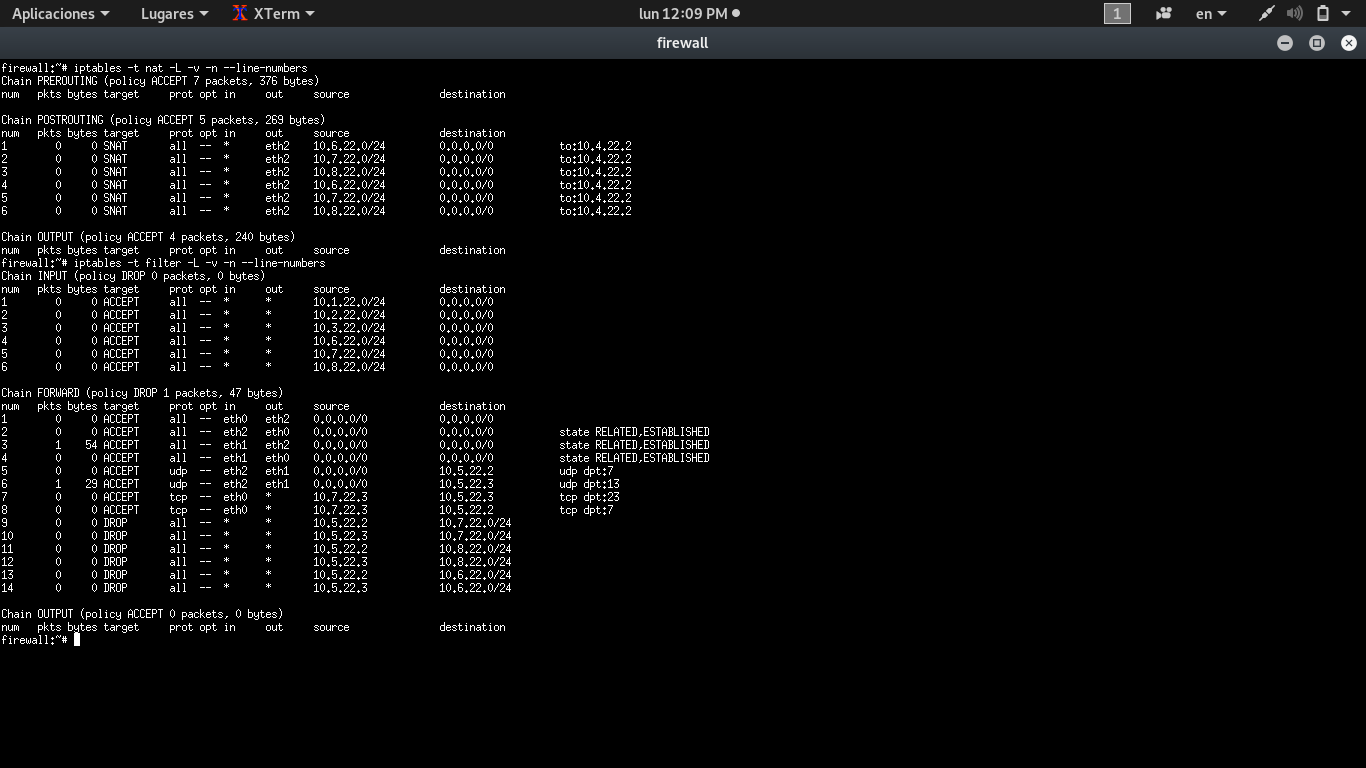 Aplicaciones Lugares XTerm lun 12:09 PM 1 en
firewall
firewall:~# iptables -t nat -L -v -n --line-numbers
Chain PREROUTING (policy ACCEPT 7 packets, 376 bytes)
num pkts bytes target prot opt in out source destination
Chain POSTROUTING (policy ACCEPT 5 packets, 269 bytes)
num pkts bytes target prot opt in out source destination
1 0 0 SNAT all -- * eth2 10.6.22.0/24 0.0.0.0/0 to:10.4.22.2
2 0 0 SNAT all -- * eth2 10.7.22.0/24 0.0.0.0/0 to:10.4.22.2
3 0 0 SNAT all -- * eth2 10.8.22.0/24 0.0.0.0/0 to:10.4.22.2
4 0 0 SNAT all -- * eth2 10.6.22.0/24 0.0.0.0/0 to:10.4.22.2
5 0 0 SNAT all -- * eth2 10.7.22.0/24 0.0.0.0/0 to:10.4.22.2
6 0 0 SNAT all -- * eth2 10.8.22.0/24 0.0.0.0/0 to:10.4.22.2
Chain OUTPUT (policy ACCEPT 4 packets, 240 bytes)
num pkts bytes target prot opt in out source destination
firewall:~# iptables -t filter -L -v -n --line-numbers
Chain INPUT (policy DROP 0 packets, 0 bytes)
num pkts bytes target prot opt in out source destination
1 0 0 ACCEPT all -- * * 10.1.22.0/24 0.0.0.0/0
2 0 0 ACCEPT all -- * * 10.2.22.0/24 0.0.0.0/0
3 0 0 ACCEPT all -- * * 10.3.22.0/24 0.0.0.0/0
4 0 0 ACCEPT all -- * * 10.6.22.0/24 0.0.0.0/0
5 0 0 ACCEPT all -- * * 10.7.22.0/24 0.0.0.0/0
6 0 0 ACCEPT all -- * * 10.8.22.0/24 0.0.0.0/0
Chain FORWARD (policy DROP 1 packets, 47 bytes)
num pkts bytes target prot opt in out source destination
1 0 0 ACCEPT all -- eth0 eth2 0.0.0.0/0 0.0.0.0/0
2 0 0 ACCEPT all -- eth2 eth0 0.0.0.0/0 0.0.0.0/0 state RELATED,ESTABLISHED
3 1 54 ACCEPT all -- eth1 eth2 0.0.0.0/0 0.0.0.0/0 state RELATED,ESTABLISHED
4 0 0 ACCEPT all -- eth1 eth0 0.0.0.0/0 0.0.0.0/0 state RELATED,ESTABLISHED
5 0 0 ACCEPT udp -- eth2 eth1 0.0.0.0/0 10.5.22.2 udp dpt:7
6 1 29 ACCEPT udp -- eth2 eth1 0.0.0.0/0 10.5.22.3 udp dpt:13
7 0 0 ACCEPT tcp -- eth0 * 10.7.22.3 10.5.22.3 tcp dpt:23
8 0 0 ACCEPT tcp -- eth0 * 10.7.22.3 10.5.22.2 tcp dpt:7
9 0 0 DROP all -- * * 10.5.22.2 10.7.22.0/24
10 0 0 DROP all -- * * 10.5.22.3 10.7.22.0/24
11 0 0 DROP all -- * * 10.5.22.2 10.8.22.0/24
12 0 0 DROP all -- * * 10.5.22.3 10.8.22.0/24
13 0 0 DROP all -- * * 10.5.22.2 10.6.22.0/24
14 0 0 DROP all -- * * 10.5.22.3 10.6.22.0/24
Chain OUTPUT (policy ACCEPT 0 packets, 0 bytes)
num pkts bytes target prot opt in out source destination
firewall:~#